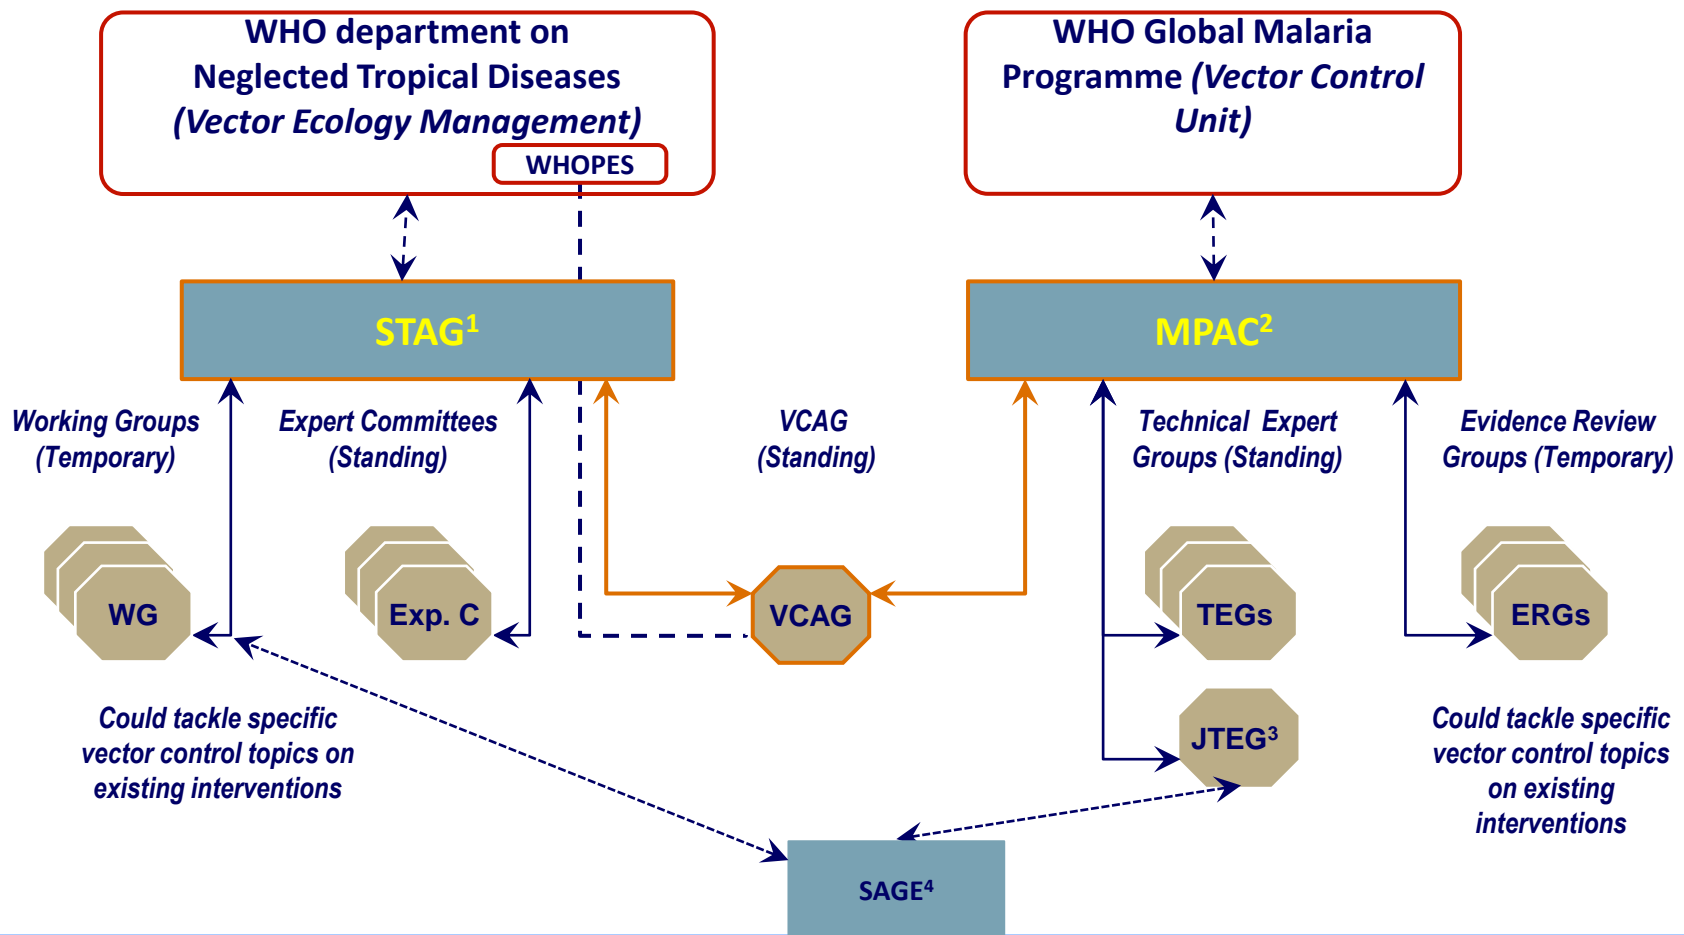 WHO department on
Neglected Tropical Diseases
(Vector Ecology Management)
WHOPES
WHO Global Malaria
Programme (Vector Control
Unit)
STAG¹
MPAC²
Working Groups
(Temporary)
Expert Committees
(Standing)
VCAG
(Standing)
Technical Expert
Groups (Standing)
Evidence Review
Groups (Temporary)
WG
Exp. C
VCAG
TEGs
ERGs
JTEG³
Could tackle specific
vector control topics on
existing interventions
Could tackle specific
vector control topics
on existing
interventions
SAGE⁴